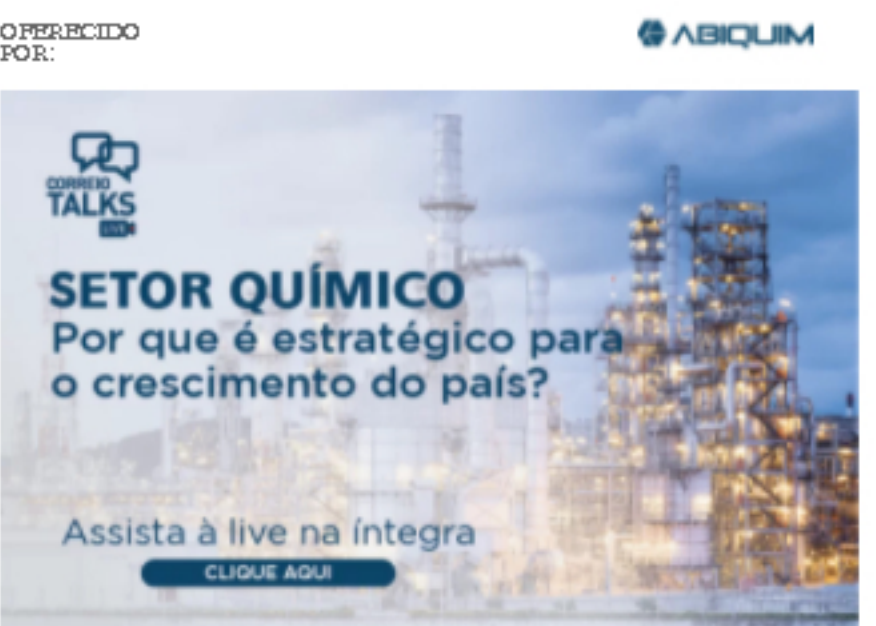 OFERECIDO
POR:
ABIQUIM
CORREIO
TALKS
LIVE
SETOR QUÍMICO
Por que é estratégico para
o crescimento do país?
Assista à live na íntegra
CLIQUE AQUI